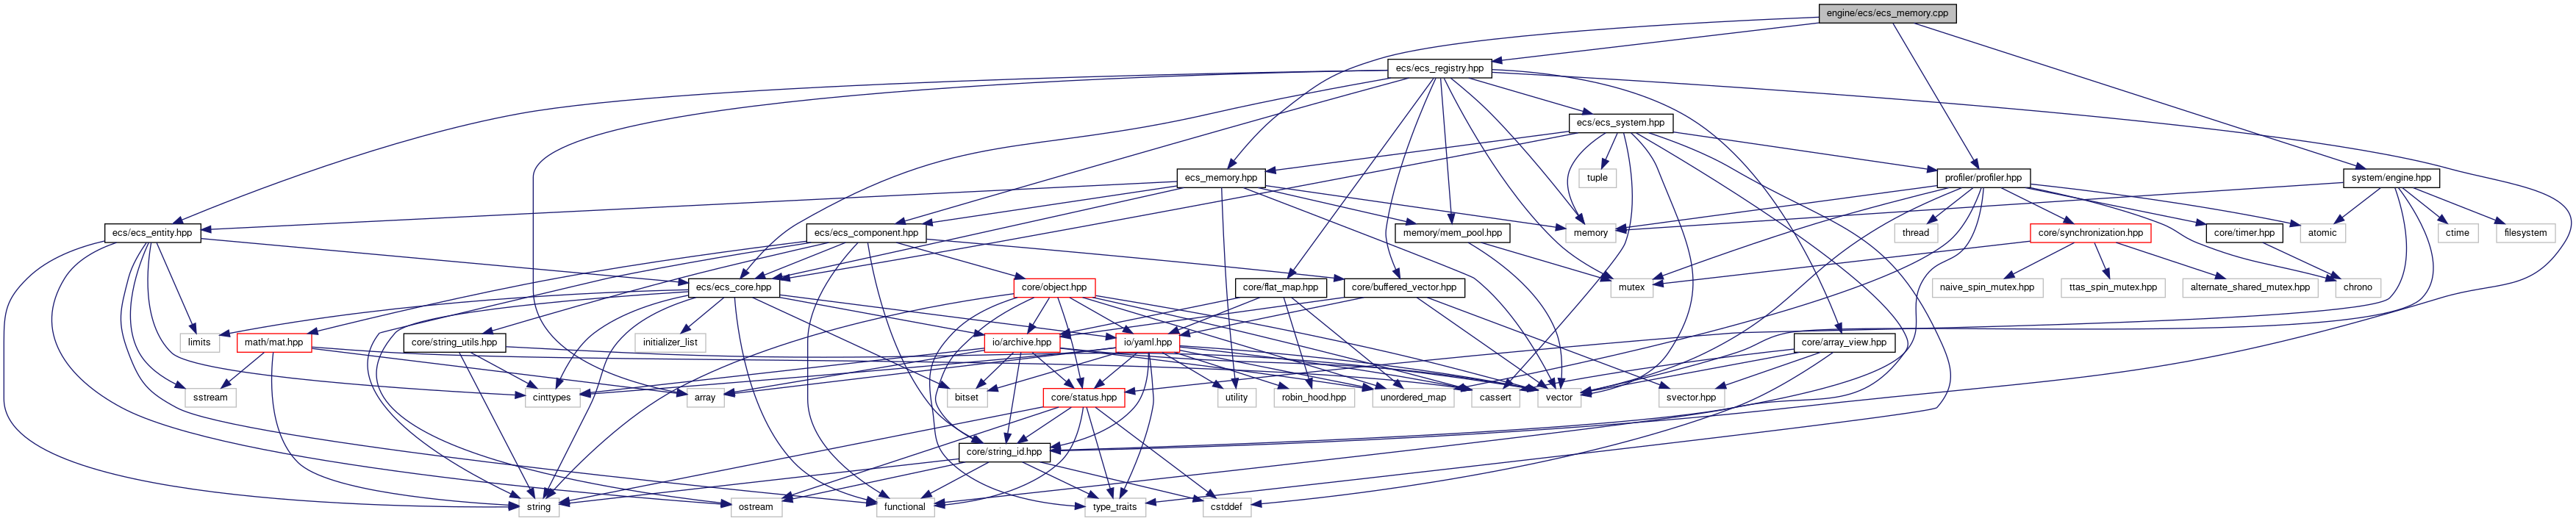 engine/ecs/ecs_memory.cpp
ecs/ecs_registry.hpp
ecs/ecs_system.hpp
ecs_memory.hpp
tuple
profiler/profiler.hpp
system/engine.hpp
ecs/ecs_entity.hpp
ecs/ecs_component.hpp
memory/mem_pool.hpp
memory
thread
core/synchronization.hpp
core/timer.hpp
atomic
ctime
filesystem
ecs/ecs_core.hpp
core/object.hpp
core/flat_map.hpp
core/buffered_vector.hpp
mutex
naive_spin_mutex.hpp
ttas_spin_mutex.hpp
alternate_shared_mutex.hpp
chrono
limits
math/mat.hpp
core/string_utils.hpp
initializer_list
io/archive.hpp
io/yaml.hpp
core/array_view.hpp
sstream
cinttypes
array
bitset
core/status.hpp
utility
robin_hood.hpp
unordered_map
cassert
vector
svector.hpp
core/string_id.hpp
string
ostream
functional
type_traits
cstddef